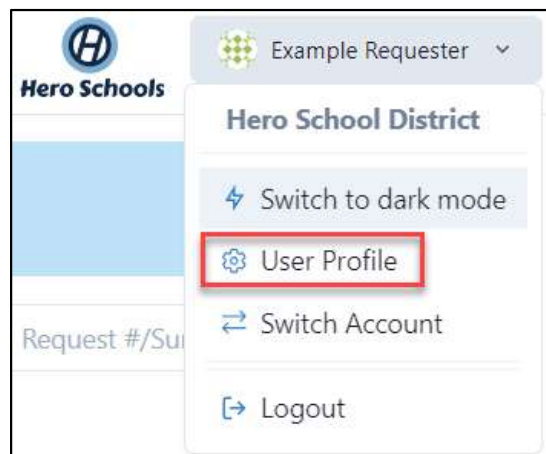 H
Hero Schools
Example Requester
Hero School District
Switch to dark mode
User Profile
Request #/Su
Switch Account
Logout